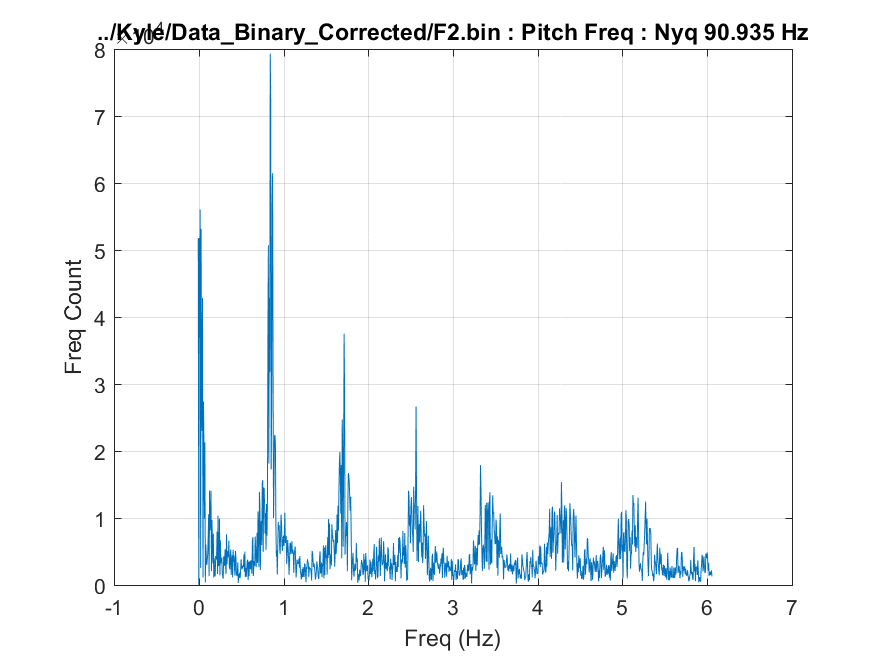 ../Kyle/Data_Binary_Corrected/F2.bin : Pitch Freq : Nyq 90.935 Hz
8
7
6
5
4
3
2
1
0
Freq Count
-1 0 1 2 3 4 5 6 7
Freq (Hz)